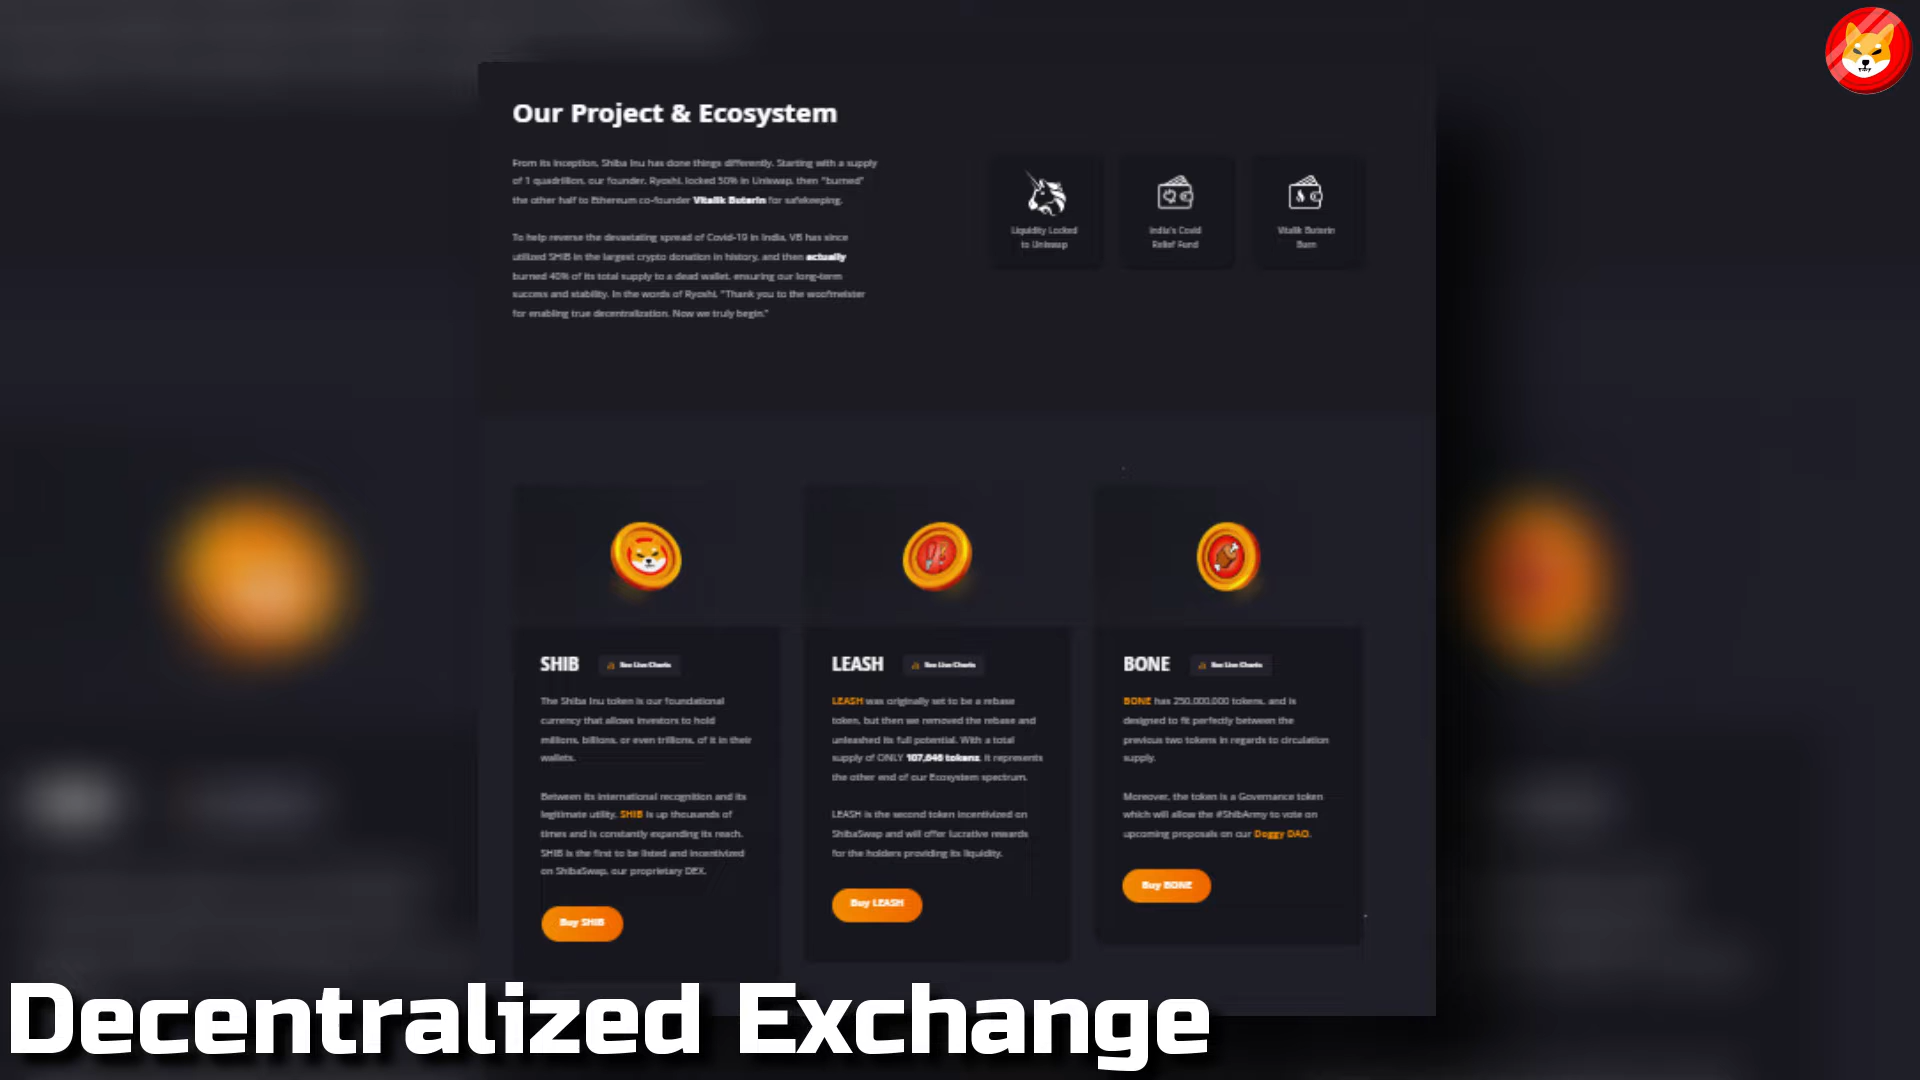 Our Project & Ecosystem
From its inception, Shiba Inu has done things differently. Starting with a supply
of 1 quadrillion, our founder, Ryoshi, locked 50% in Uniswap, then "burned"
the other half to Ethereum co-founder Vitalik Buterin for safekeeping.
To help reverse the devastating spread of Covid-19 in India, VB has since
utilized SHIB in the largest crypto donation in history, and then actually
burned 40% of its total supply to a dead wallet, ensuring our long-term
success and stability. In the words of Ryoshi, "Thank you to the woofmeister
for enabling true decentralization. Now we truly begin."
Liquidity Locked
to Uniswap
India's Covid
Relief Fund
Vitalik Buterin
Burn
SHIB
See Live Charts
The Shiba Inu token is our foundational
currency that allows investors to hold
millions, billions, or even trillions, of it in their
wallets.
Between its international recognition and its
legitimate utility, SHIB is up thousands of
times and is constantly expanding its reach.
SHIB is the first to be listed and incentivized
on ShibaSwap, our proprietary DEX.
Buy SHIB
LEASH
See Live Charts
LEASH was originally set to be a rebase
token, but then we removed the rebase and
unleashed its full potential. With a total
supply of ONLY 107,646 tokens, it represents
the other end of our Ecosystem spectrum.
LEASH is the second token incentivized on
ShibaSwap and will offer lucrative rewards
for the holders providing its liquidity.
Buy LEASH
BONE
See Live Charts
BONE has 250,000,000 tokens, and is
designed to fit perfectly between the
previous two tokens in regards to circulation
supply.
Moreover, the token is a Governance token
which will allow the #ShibArmy to vote on
upcoming proposals on our Doggy DAO.
Buy BONE
Decentralized Exchange